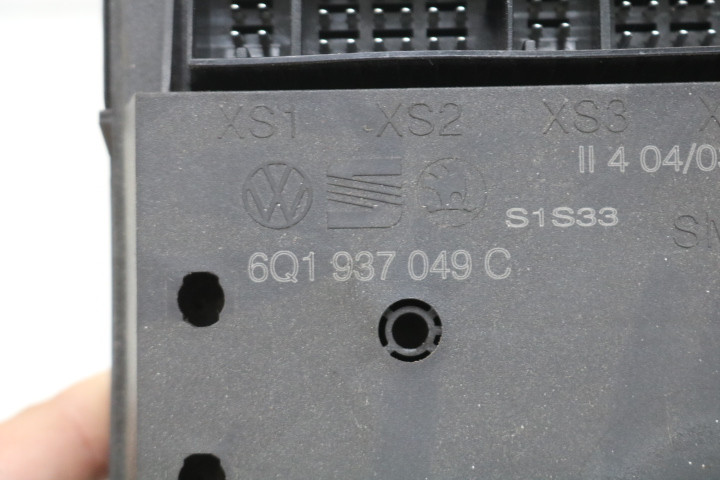 XS1 XS2 XS3
II 4 04/0
S1S33
6Q1 937 049 C